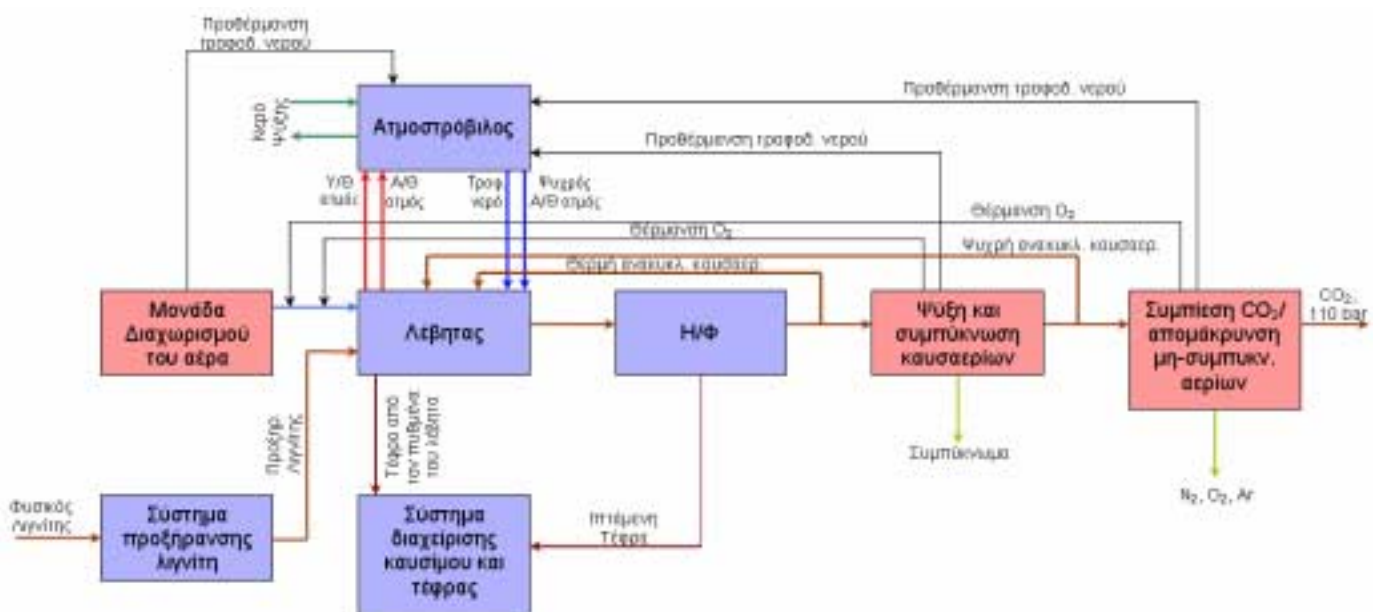 Προθέρμανση
τροφοδ. νερού
Νερό
Ψύξης
Ατμοστρόβιλος
Προθέρμανση τροφοδ. νερού
Προθέρμανση τροφοδ. νερού
Υ/Θ
ατμός
Α/Θ
ατμός
Τροφ.
νερό
Ψυχρός
Α/Θ ατμός
Θέρμανση O₂
Θέρμανση O₂
Ψυχρή ανακυκλ. καυσαερ.
Θερμή ανακυκλ. καυσαερ.
Μονάδα
Διαχωρισμού
του αέρα
Λέβητας
Η/Φ
Ψύξη και
συμπύκνωση
καυσαερίων
Συμπίεση CO₂/
απομάκρυνση
μη-συμπυκν.
αερίων
CO₂,
110 bar
Προξηρ.
λιγνίτης
Τέφρα από
τον πυθμένα
του λέβητα
Συμπύκνωμα
N₂, O₂, Ar
Φυσικός
λιγνίτης
Σύστημα
προξήρανσης
λιγνίτη
Σύστημα
διαχείρισης
καυσίμου και
τέφρας
Ιπτάμενη
Τέφρα